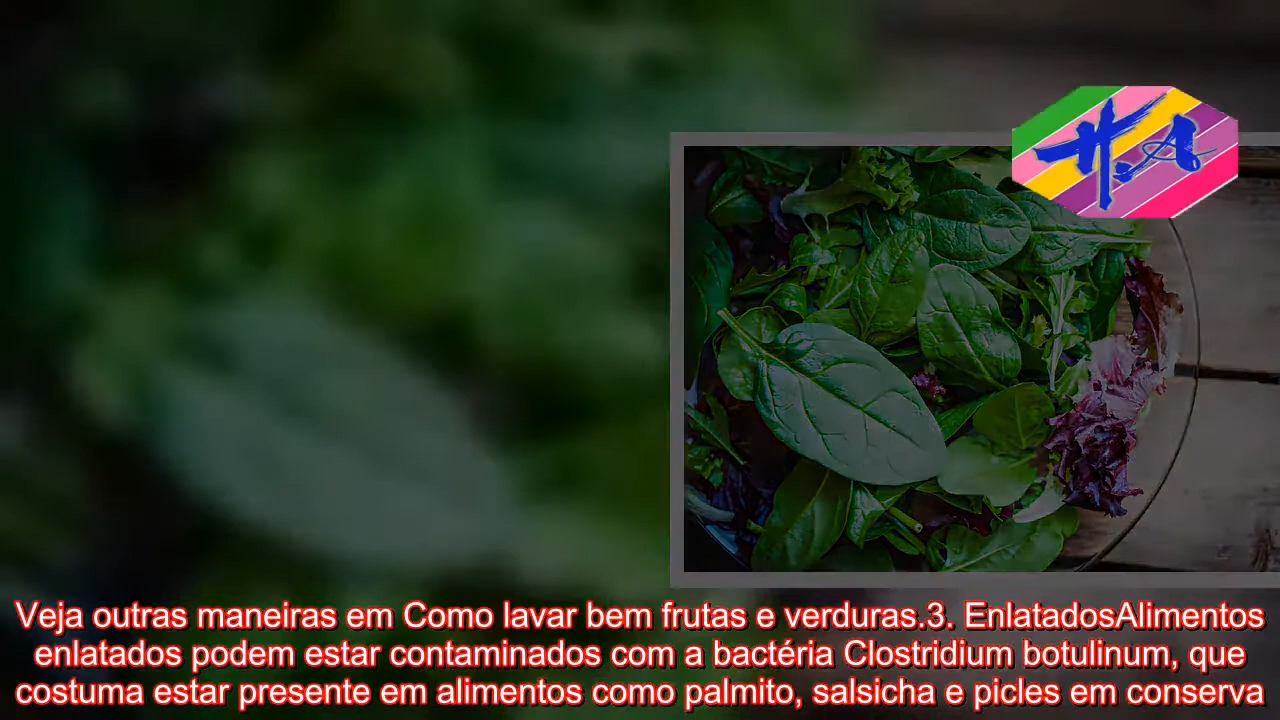 H.A
Veja outras maneiras em Como lavar bem frutas e verduras.3. EnlatadosAlimentos
enlatados podem estar contaminados com a bactéria Clostridium botulinum, que
costuma estar presente em alimentos como palmito, salsicha e picles em conserva